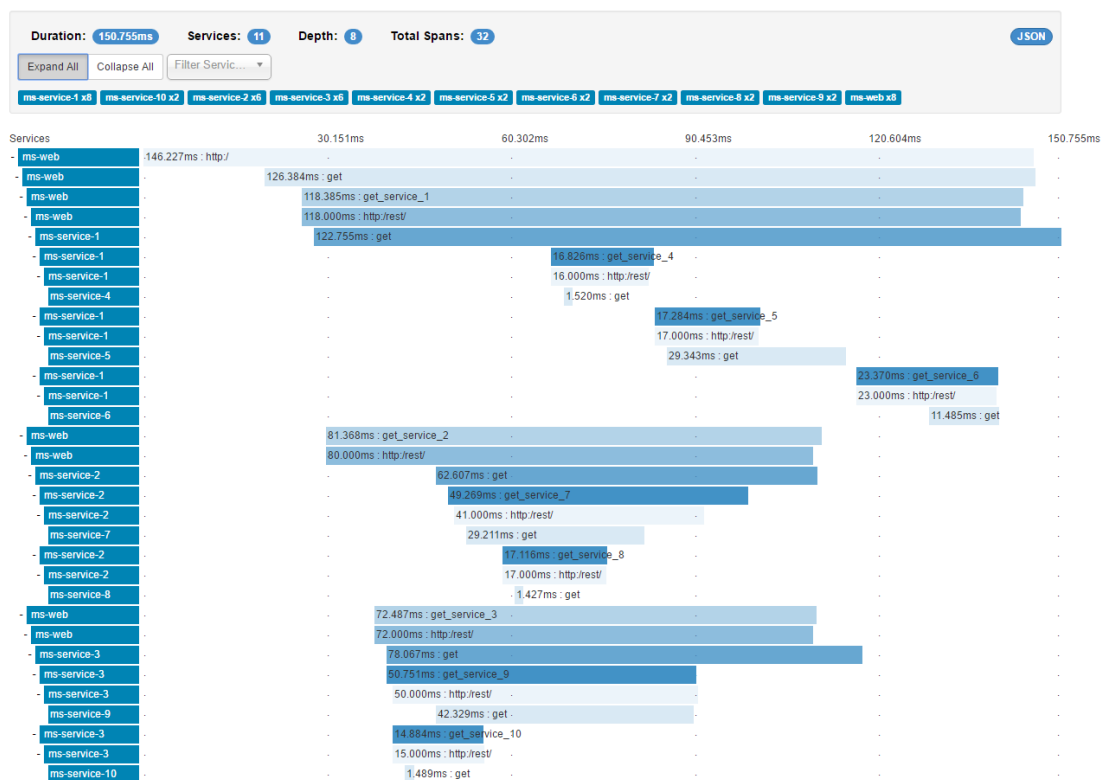 Duration: 150.755ms Services: 11 Depth: 8 Total Spans: 32 JSON
Expand All Collapse All Filter Servic...
ms-service-1 x8 ms-service-10 x2 ms-service-2 x6 ms-service-3 x6 ms-service-4 x2 ms-service-5 x2 ms-service-6 x2 ms-service-7 x2 ms-service-8 x2 ms-service-9 x2 ms-web x8
Services 30.151ms 60.302ms 90.453ms 120.604ms 150.755ms
- ms-web 146.227ms : http:/
- ms-web 126.384ms : get
- ms-web 118.385ms : get_service_1
- ms-web 118.000ms : http:/rest/
- ms-service-1 122.755ms : get
- ms-service-1 16.826ms : get_service_4
- ms-service-1 16.000ms : http:/rest/
ms-service-4 1.520ms : get
- ms-service-1 17.284ms : get_service_5
- ms-service-1 17.000ms : http:/rest/
ms-service-5 29.343ms : get
- ms-service-1 23.370ms : get_service_6
- ms-service-1 23.000ms : http:/rest/
ms-service-6 11.485ms : get
- ms-web 81.368ms : get_service_2
- ms-web 80.000ms : http:/rest/
- ms-service-2 62.607ms : get
- ms-service-2 49.269ms : get_service_7
- ms-service-2 41.000ms : http:/rest/
ms-service-7 29.211ms : get
- ms-service-2 17.116ms : get_service_8
- ms-service-2 17.000ms : http:/rest/
ms-service-8 1.427ms : get
- ms-web 72.487ms : get_service_3
- ms-web 72.000ms : http:/rest/
- ms-service-3 78.067ms : get
- ms-service-3 50.751ms : get_service_9
- ms-service-3 50.000ms : http:/rest/
ms-service-9 42.329ms : get
- ms-service-3 14.884ms : get_service_10
- ms-service-3 15.000ms : http:/rest/
ms-service-10 1.489ms : get